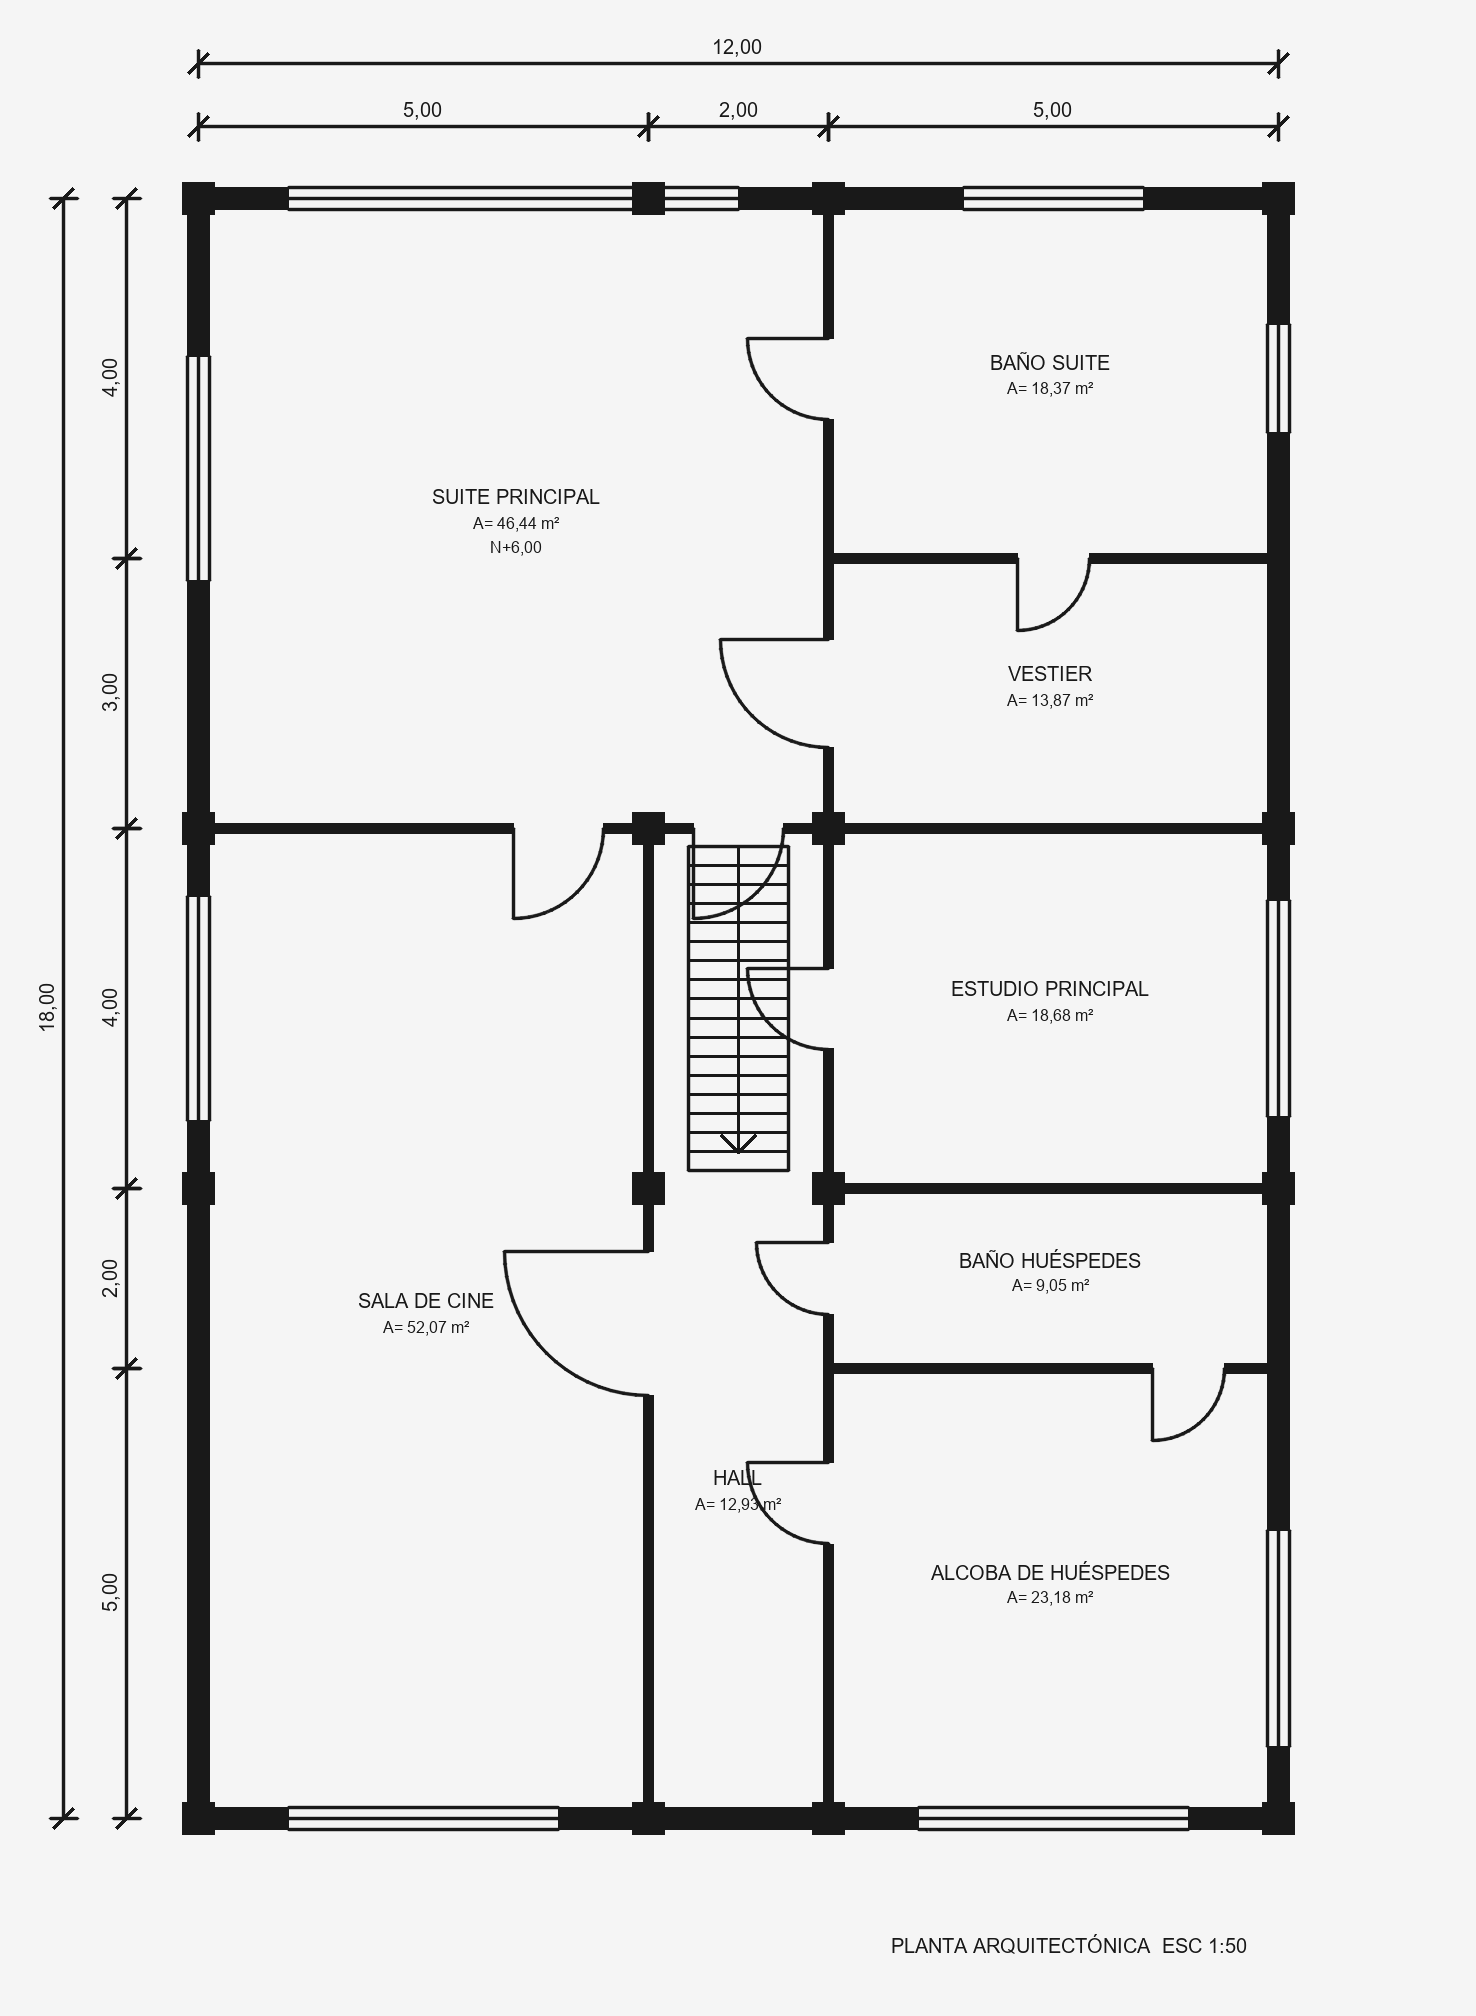 12,00
5,00
2,00
5,00
4,00
3,00
18,00
4,00
2,00
5,00
BAÑO SUITE
A= 18,37 m²
SUITE PRINCIPAL
A= 46,44 m²
N+6,00
VESTIER
A= 13,87 m²
ESTUDIO PRINCIPAL
A= 18,68 m²
BAÑO HUÉSPEDES
A= 9,05 m²
SALA DE CINE
A= 52,07 m²
HALL
A= 12,93 m²
ALCOBA DE HUÉSPEDES
A= 23,18 m²
PLANTA ARQUITECTÓNICA  ESC 1:50